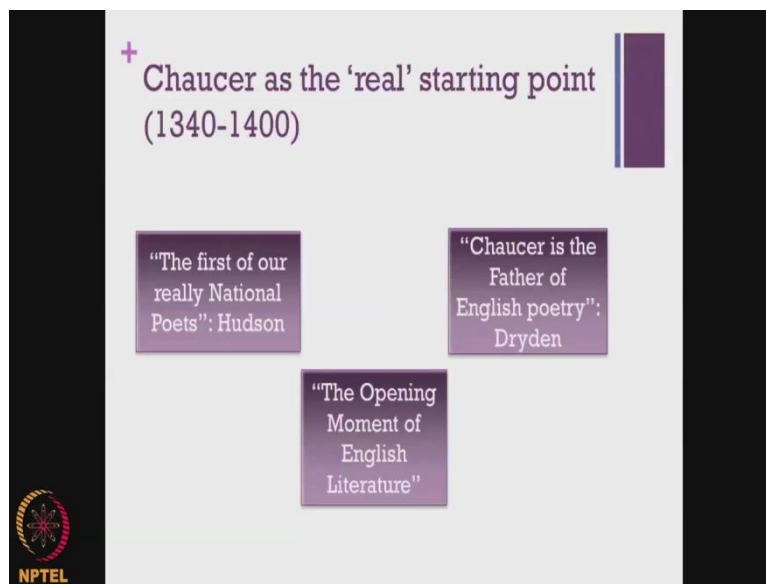 +
Chaucer as the ‘real’ starting point
(1340-1400)
“The first of our
really National
Poets”: Hudson
“Chaucer is the
Father of
English poetry”:
Dryden
“The Opening
Moment of
English
Literature”
NPTEL